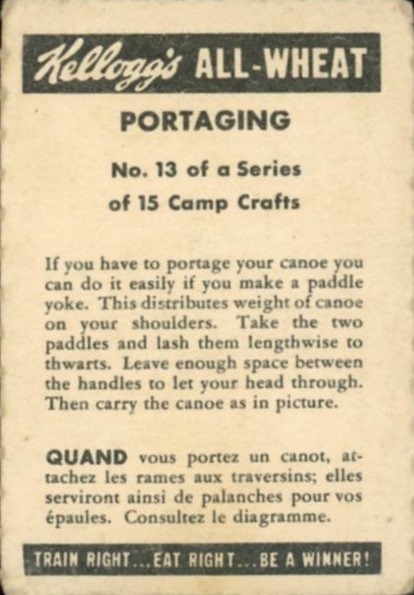 Kellogg's ALL-WHEAT
PORTAGING
No. 13 of a Series
of 15 Camp Crafts
If you have to portage your canoe you
can do it easily if you make a paddle
yoke. This distributes weight of canoe
on your shoulders. Take the two
paddles and lash them lengthwise to
thwarts. Leave enough space between
the handles to let your head through.
Then carry the canoe as in picture.
QUAND vous portez un canot, at-
tachez les rames aux traversins; elles
serviront ainsi de palanches pour vos
épaules. Consultez le diagramme.
TRAIN RIGHT...EAT RIGHT...BE A WINNER!